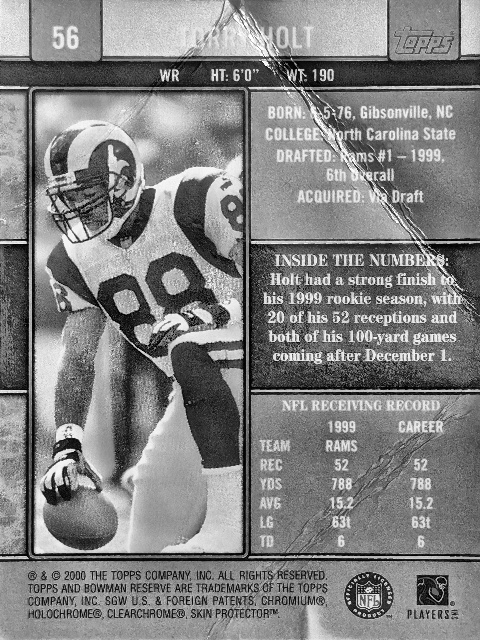 56
TORRY HOLT
Topps
WR HT: 6'0" WT: 190
BORN: 6-5-76, Gibsonville, NC
COLLEGE: North Carolina State
DRAFTED: Rams #1 – 1999,
6th Overall
ACQUIRED: Via Draft
INSIDE THE NUMBERS:
Holt had a strong finish to
his 1999 rookie season, with
20 of his 52 receptions and
both of his 100-yard games
coming after December 1.
88
NFL RECEIVING RECORD
1999 CAREER
TEAM RAMS
REC 52 52
YDS 788 788
AVG 15.2 15.2
LG 63t 63t
TD 6 6
® & © 2000 THE TOPPS COMPANY, INC. ALL RIGHTS RESERVED.
TOPPS AND BOWMAN RESERVE ARE TRADEMARKS OF THE TOPPS
COMPANY, INC. SGW U.S. & FOREIGN PATENTS, CHROMIUM®,
HOLOCHROME®, CLEARCHROME®, SKIN PROTECTOR™.
NFL
PLAYERS